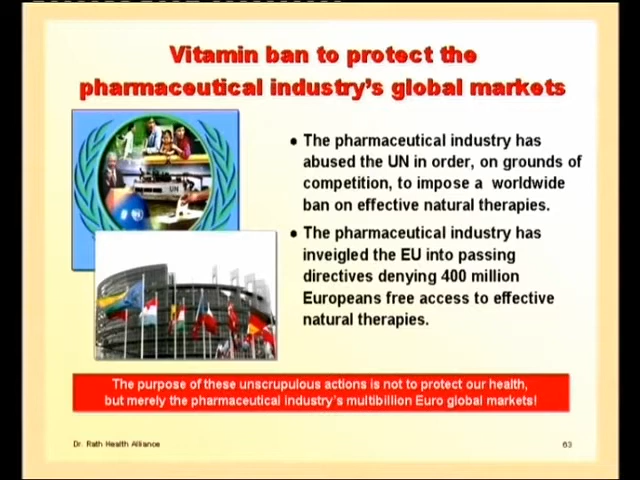 Vitamin ban to protect the
pharmaceutical industry's global markets
● The pharmaceutical industry has
abused the UN in order, on grounds of
competition, to impose a worldwide
ban on effective natural therapies.
● The pharmaceutical industry has
inveigled the EU into passing
directives denying 400 million
Europeans free access to effective
natural therapies.
UN
The purpose of these unscrupulous actions is not to protect our health,
but merely the pharmaceutical industry's multibillion Euro global markets!
Dr. Rath Health Alliance
63